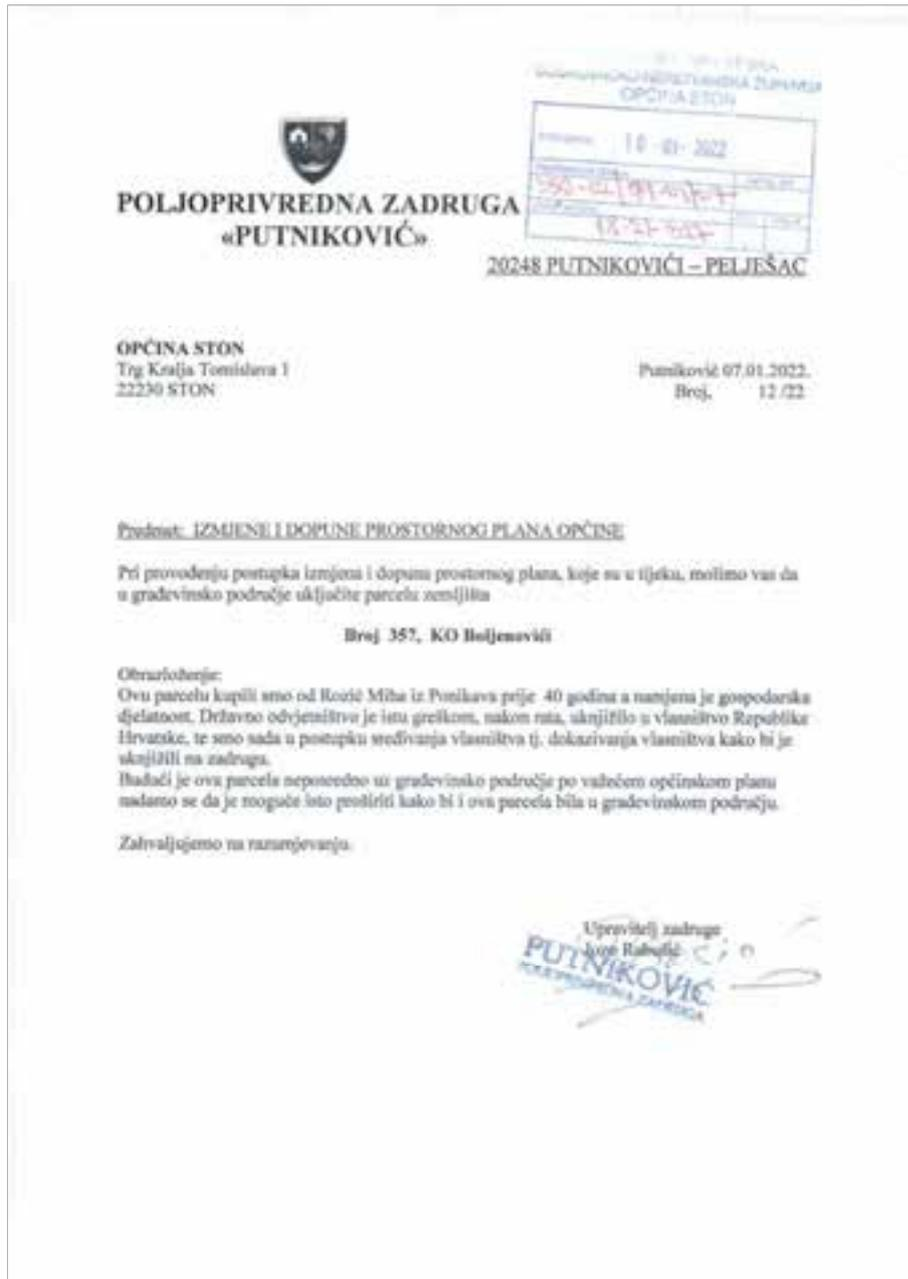 OPĆINA STON
10 -01- 2022
POLJOPRIVREDNA ZADRUGA
«PUTNIKOVIĆ»
20248 PUTNIKOVIĆI – PELJEŠAC
OPĆINA STON
Trg Kralja Tomislava 1
22230 STON
Putniković 07.01.2022.
Broj, 12 /22
Predmet: IZMJENE I DOPUNE PROSTORNOG PLANA OPĆINE
Pri provođenju postupka izmjena i dopuna prostornog plana, koje su u tijeku, molimo vas da
u građevinsko područje uključite parcelu zemljišta
Broj 357, KO Boljenovići
Obrazloženje:
Ovu parcelu kupili smo od Rozić Miha iz Ponikava prije 40 godina a namjena je gospodarska
djelatnost. Državno odvjetništvo je istu greškom, nakon rata, uknjižilo u vlasništvo Republike
Hrvatske, te smo sada u postupku sređivanja vlasništva tj. dokazivanja vlasništva kako bi je
uknjižili na zadrugu.
Budući je ova parcela neposredno uz građevinsko područje po važećem općinskom planu
nadamo se da je moguće isto proširiti kako bi i ova parcela bila u građevinskom području.
Zahvaljujemo na razumjevanju.
Upravitelj zadruge
PUTNIKOVIĆ
POLJOPRIVREDNA ZADRUGA